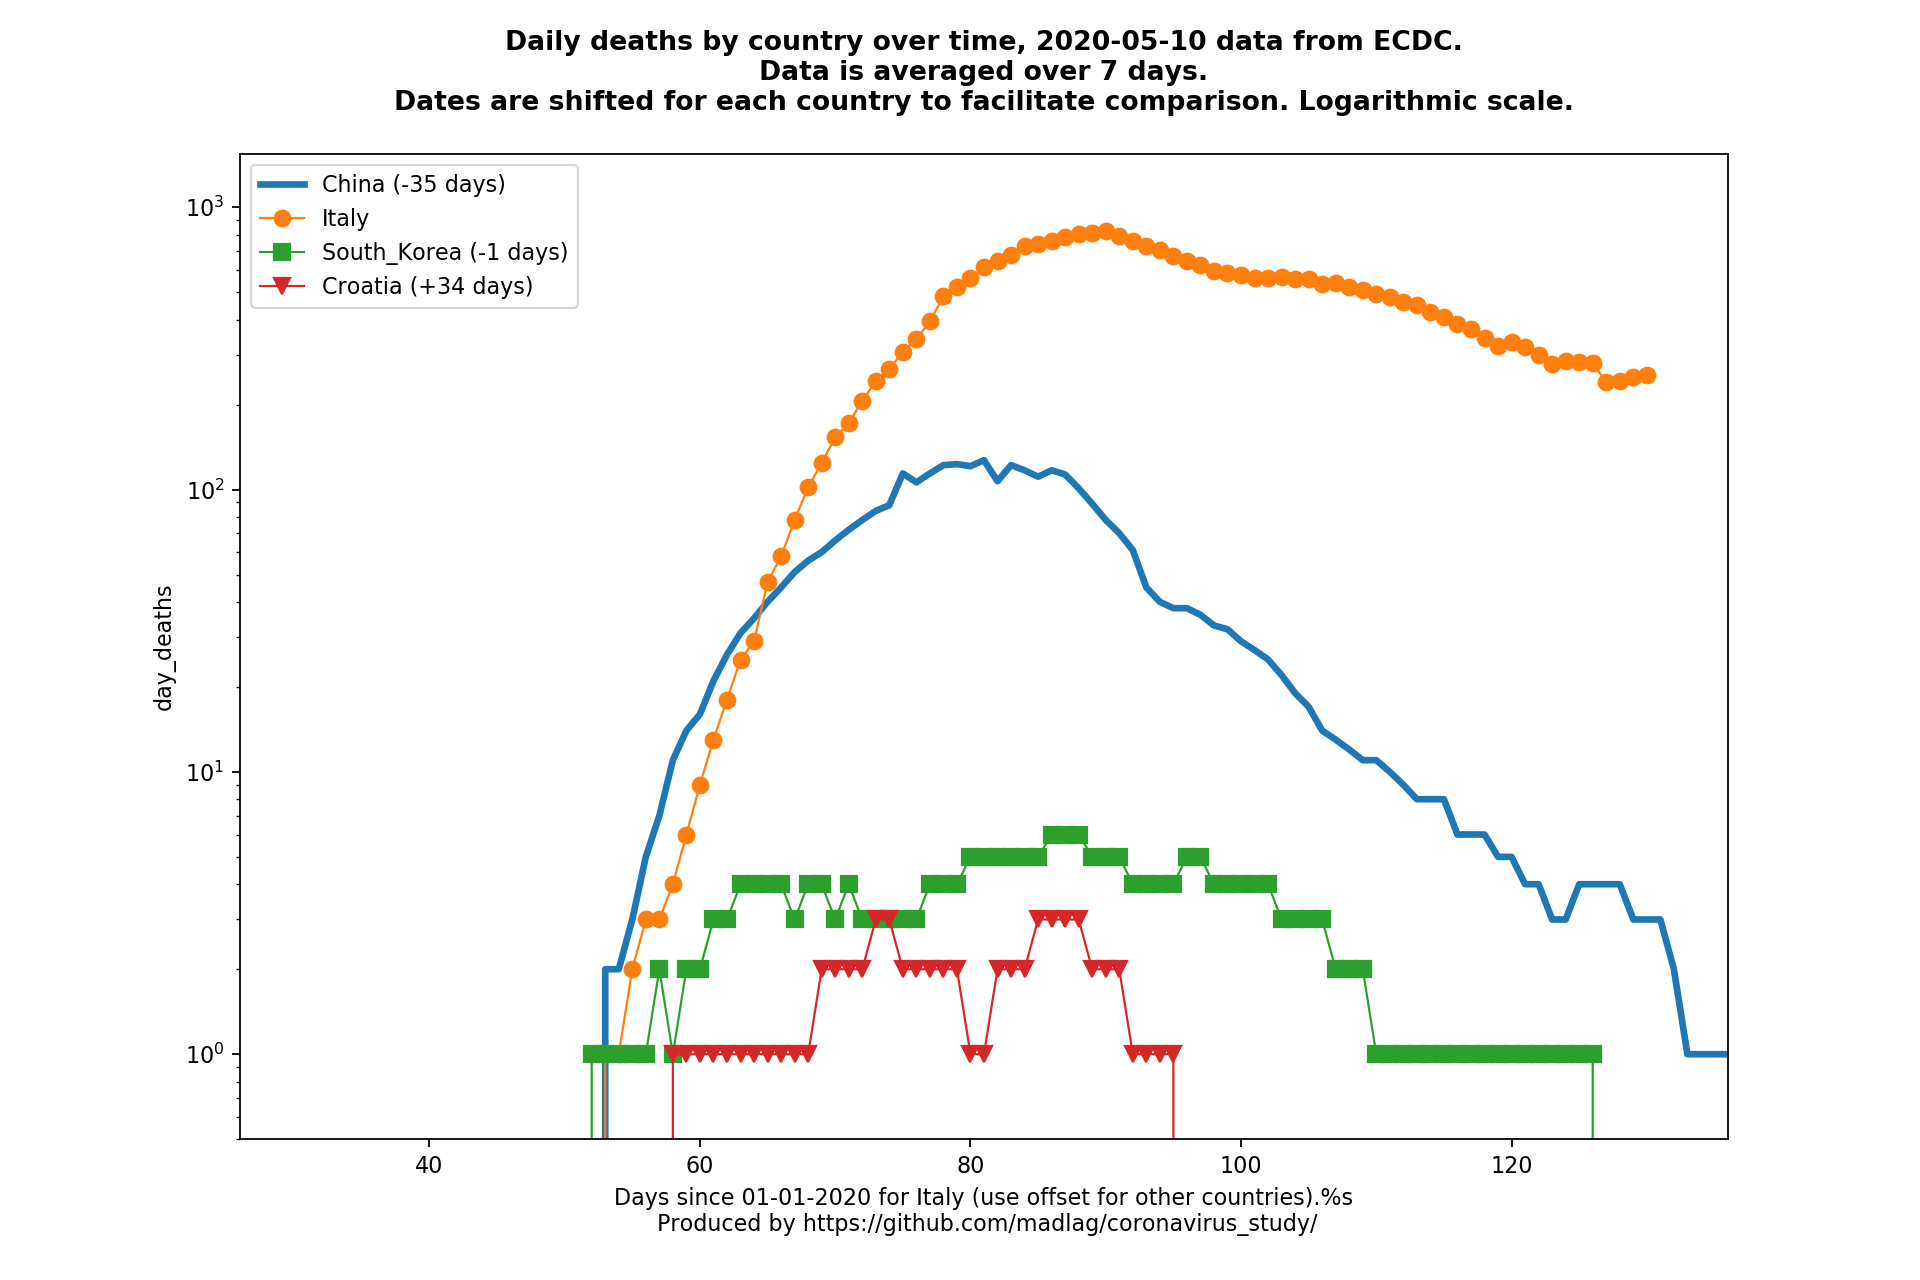 Daily deaths by country over time, 2020-05-10 data from ECDC.
Data is averaged over 7 days.
Dates are shifted for each country to facilitate comparison. Logarithmic scale.
China (-35 days)
Italy
South_Korea (-1 days)
Croatia (+34 days)
10³
10²
10¹
10⁰
day_deaths
40 60 80 100 120
Days since 01-01-2020 for Italy (use offset for other countries).%s
Produced by https://github.com/madlag/coronavirus_study/